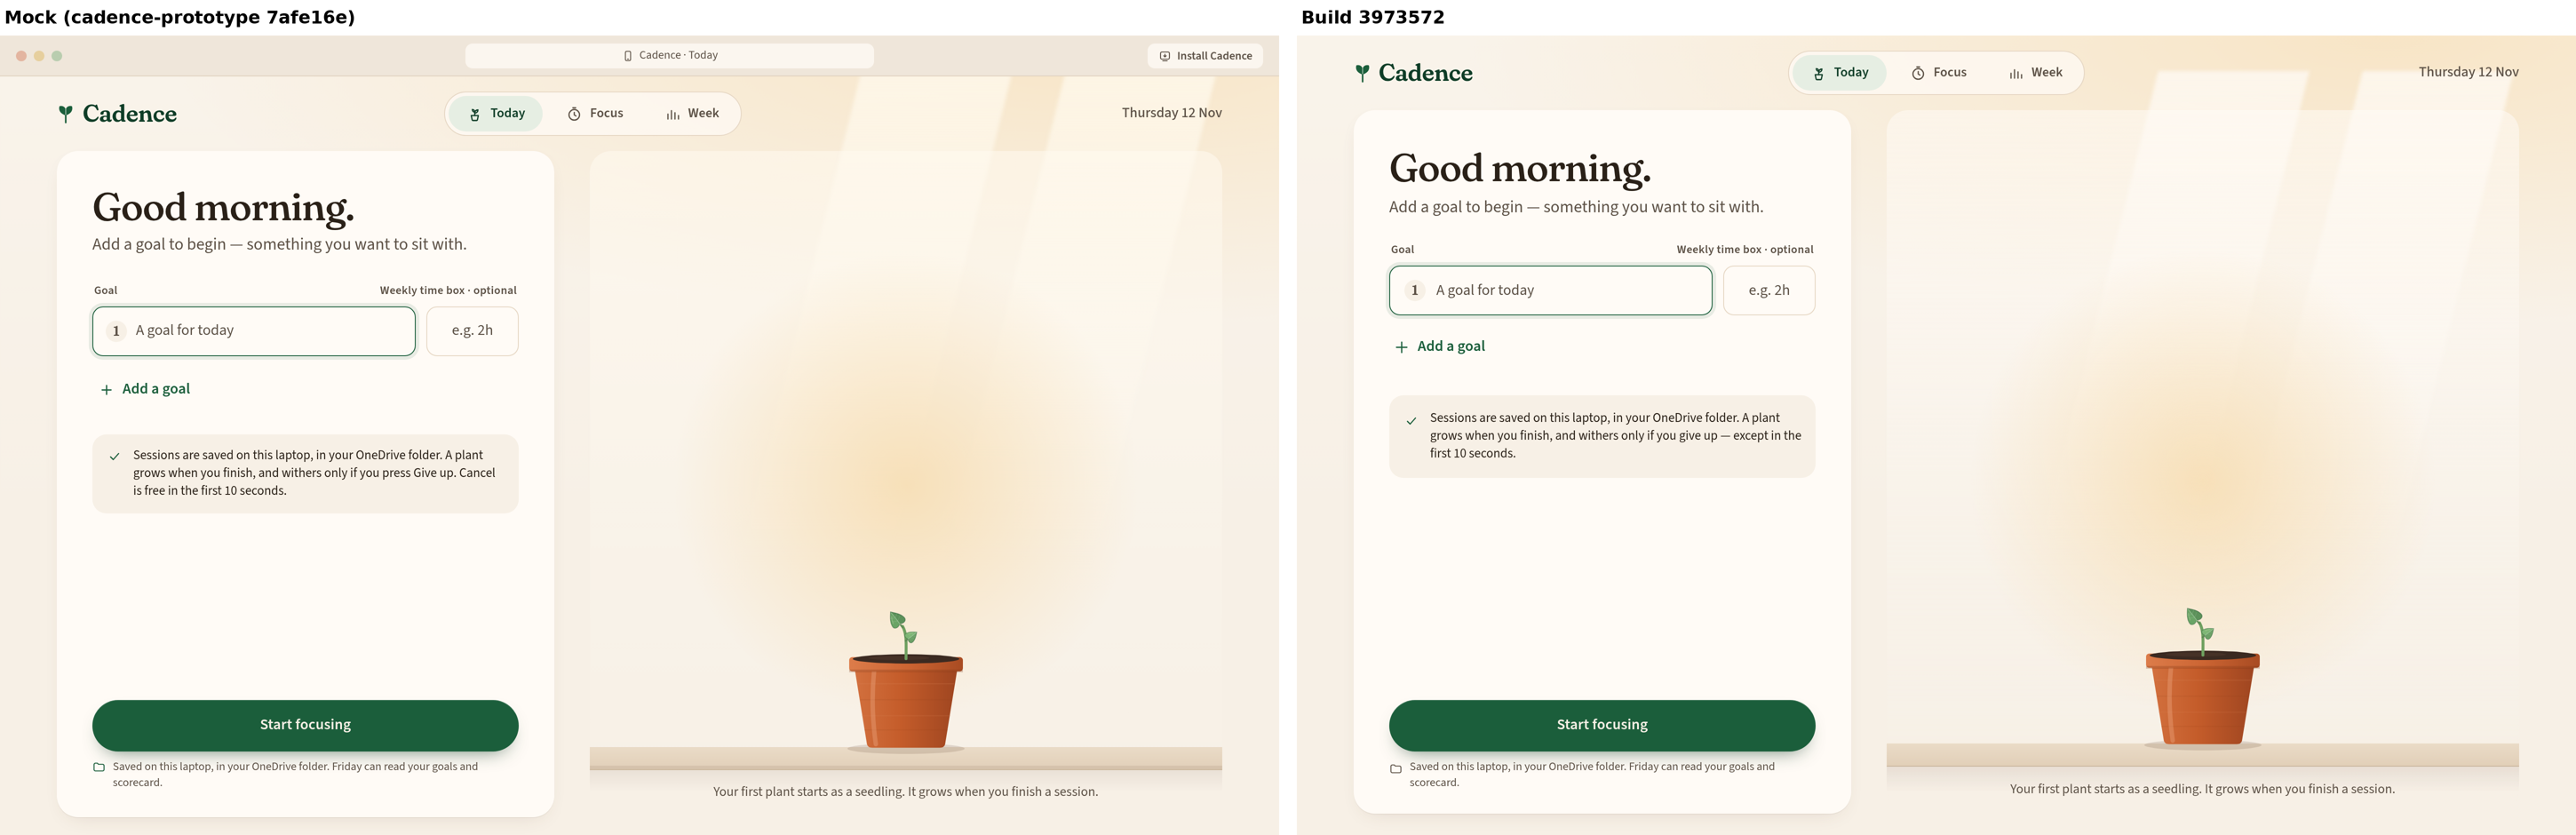 Mock (cadence-prototype 7afe16e)
Cadence · Today
Install Cadence
Cadence
Today
Focus
Week
Thursday 12 Nov
Good morning.
Add a goal to begin — something you want to sit with.
Goal
Weekly time box · optional
1
A goal for today
e.g. 2h
Add a goal
Sessions are saved on this laptop, in your OneDrive folder. A plant
grows when you finish, and withers only if you press Give up. Cancel
is free in the first 10 seconds.
Start focusing
Saved on this laptop, in your OneDrive folder. Friday can read your goals and
scorecard.
Your first plant starts as a seedling. It grows when you finish a session.
Build 3973572
Cadence
Today
Focus
Week
Thursday 12 Nov
Good morning.
Add a goal to begin — something you want to sit with.
Goal
Weekly time box · optional
1
A goal for today
e.g. 2h
Add a goal
Sessions are saved on this laptop, in your OneDrive folder. A plant
grows when you finish, and withers only if you give up — except in the
first 10 seconds.
Start focusing
Saved on this laptop, in your OneDrive folder. Friday can read your goals and
scorecard.
Your first plant starts as a seedling. It grows when you finish a session.